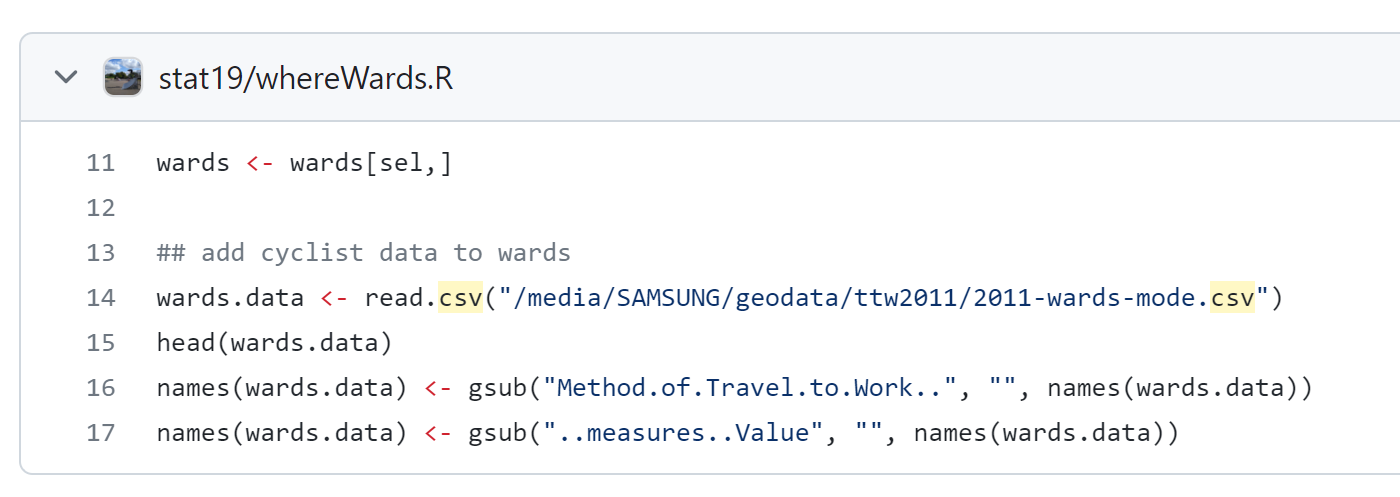 stat19/whereWards.R
11 wards <- wards[sel,]
12
13 ## add cyclist data to wards
14 wards.data <- read.csv("/media/SAMSUNG/geodata/ttw2011/2011-wards-mode.csv")
15 head(wards.data)
16 names(wards.data) <- gsub("Method.of.Travel.to.Work..", "", names(wards.data))
17 names(wards.data) <- gsub("..measures..Value", "", names(wards.data))